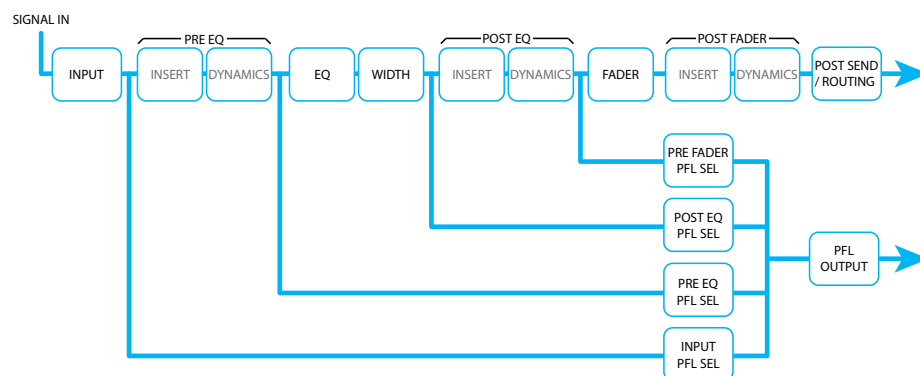 SIGNAL IN
PRE EQ
POST EQ
POST FADER
INPUT
INSERT
DYNAMICS
EQ
WIDTH
INSERT
DYNAMICS
FADER
INSERT
DYNAMICS
POST SEND
/ ROUTING
PRE FADER
PFL SEL
POST EQ
PFL SEL
PFL
OUTPUT
PRE EQ
PFL SEL
INPUT
PFL SEL